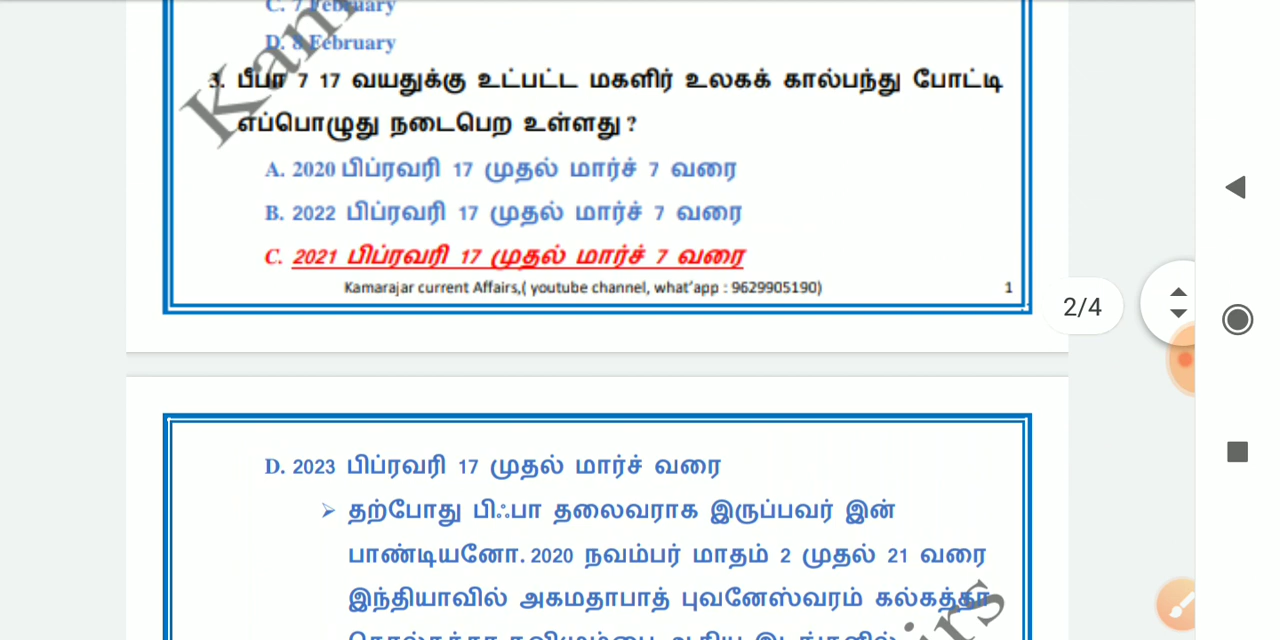 C. 7 February
D. 8 February
3. பீபா 7 17 வயதுக்கு உட்பட்ட மகளிர் உலகக் கால்பந்து போட்டி
எப்பொழுது நடைபெற உள்ளது ?
A. 2020 பிப்ரவரி 17 முதல் மார்ச் 7 வரை
B. 2022 பிப்ரவரி 17 முதல் மார்ச் 7 வரை
C. 2021 பிப்ரவரி 17 முதல் மார்ச் 7 வரை
Kamarajar current Affairs,( youtube channel, what'app : 9629905190) 1
2/4
D. 2023 பிப்ரவரி 17 முதல் மார்ச் வரை
➢ தற்போது பிஃபா தலைவராக இருப்பவர் இன்
பாண்டியனோ. 2020 நவம்பர் மாதம் 2 முதல் 21 வரை
இந்தியாவில் அகமதாபாத் புவனேஸ்வரம் கல்கத்தா